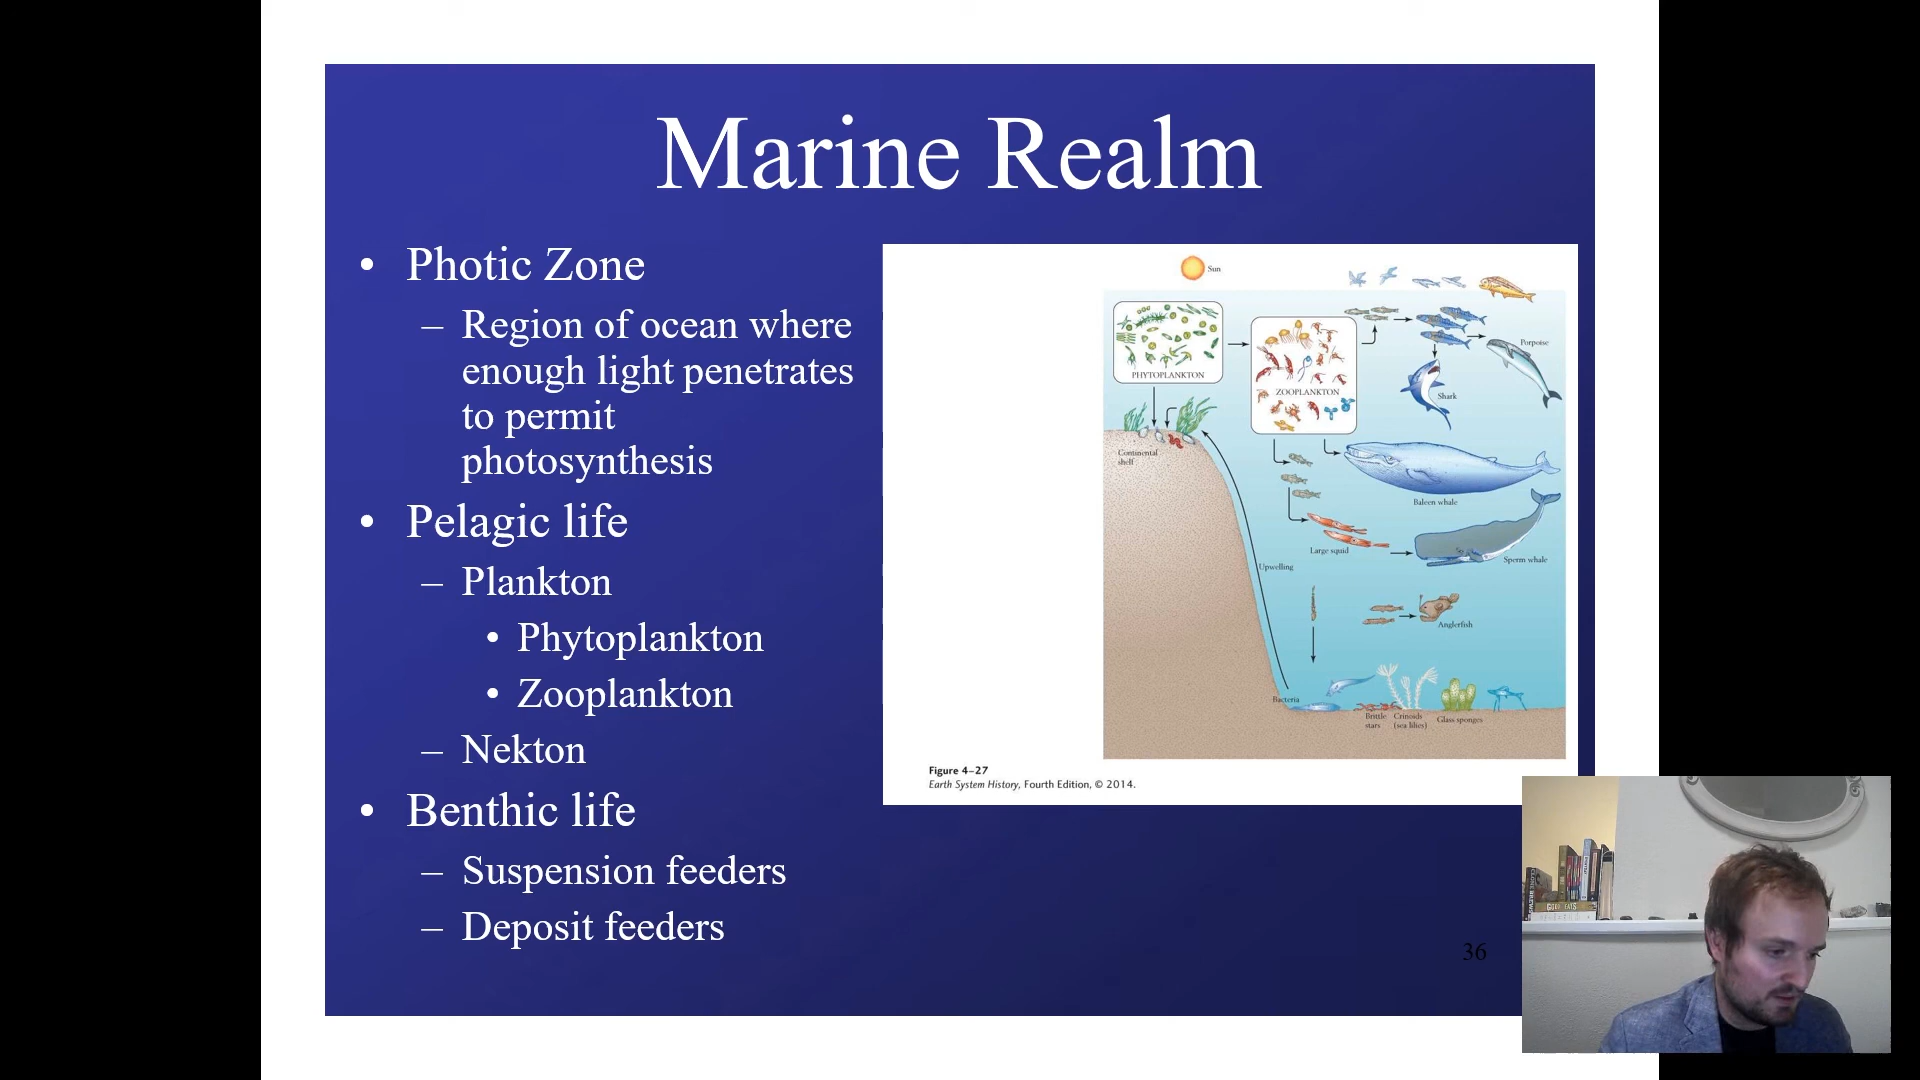 Marine Realm
• Photic Zone
– Region of ocean where
enough light penetrates
to permit
photosynthesis
• Pelagic life
– Plankton
• Phytoplankton
• Zooplankton
– Nekton
• Benthic life
– Suspension feeders
– Deposit feeders
Sun
PHYTOPLANKTON
ZOOPLANKTON
Porpoise
Shark
Continental
shelf
Baleen whale
Large squid
Sperm whale
Upwelling
Anglerfish
Bacteria
Brittle
stars
Crinoids
(sea lilies)
Glass sponges
Figure 4–27
Earth System History, Fourth Edition, © 2014.
36
GOOD EATS